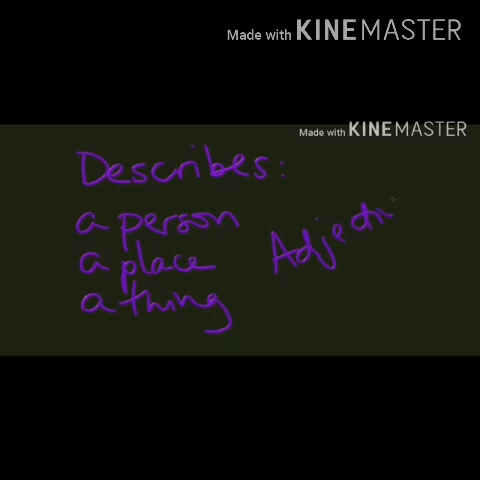 Made with KINEMASTER
Made with KINEMASTER
Describes:
a person
a place
a thing
Adjecti